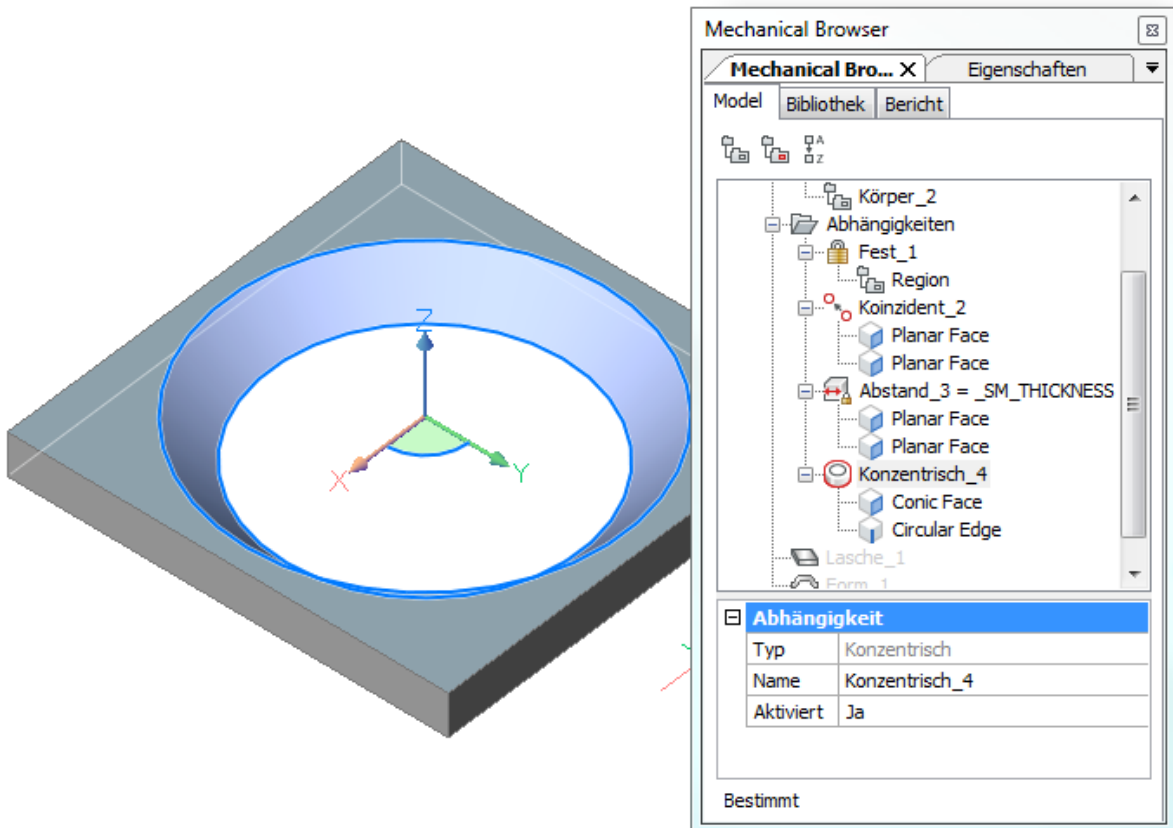 Mechanical Browser
Mechanical Bro... X Eigenschaften
Model Bibliothek Bericht
A
Z
Körper_2
Abhängigkeiten
Fest_1
Region
Koinzident_2
Planar Face
Planar Face
Abstand_3 = _SM_THICKNESS
Planar Face
Planar Face
Konzentrisch_4
Conic Face
Circular Edge
Lasche_1
Form_1
Z
X
Y
Abhängigkeit
Typ Konzentrisch
Name Konzentrisch_4
Aktiviert Ja
Bestimmt